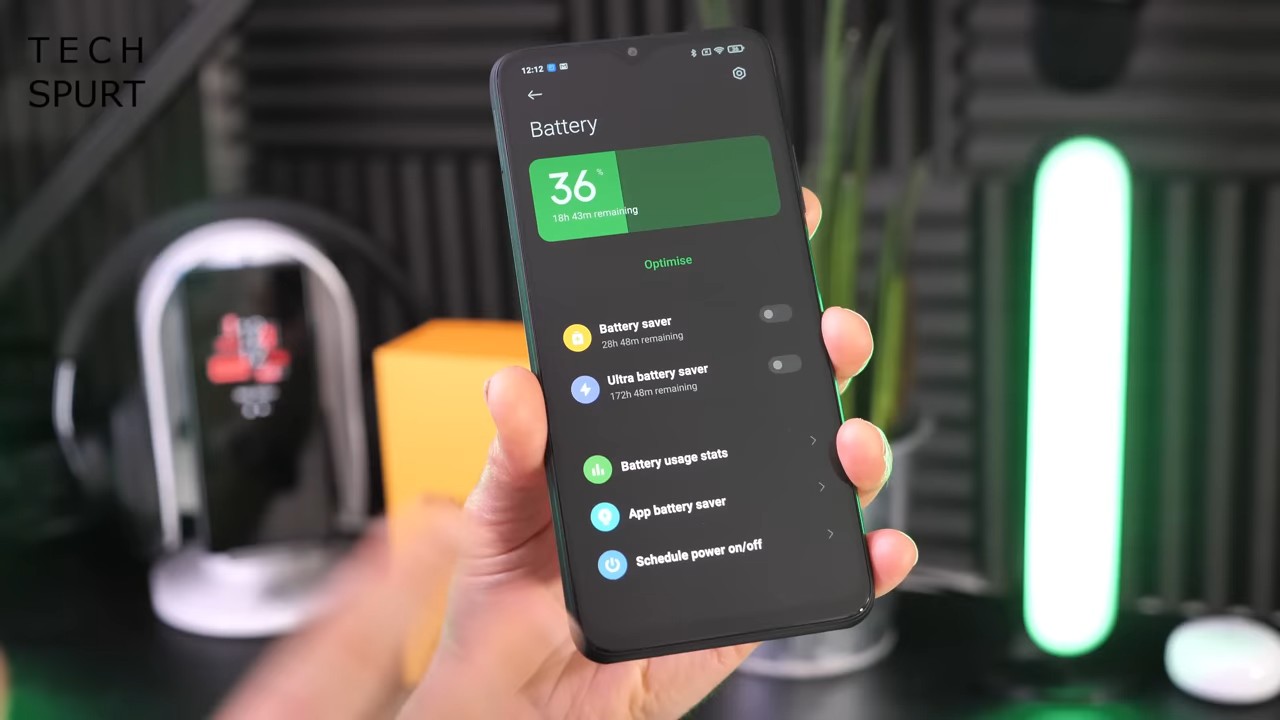 TECH
SPURT
12:12
Battery
36%
18h 43m remaining
Optimise
Battery saver
28h 48m remaining
Ultra battery saver
172h 48m remaining
Battery usage stats
App battery saver
Schedule power on/off